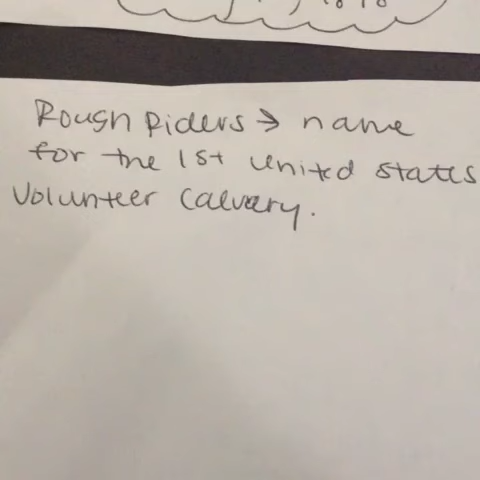 Rough Riders → name
for the 1st united states
Volunteer Calvary.